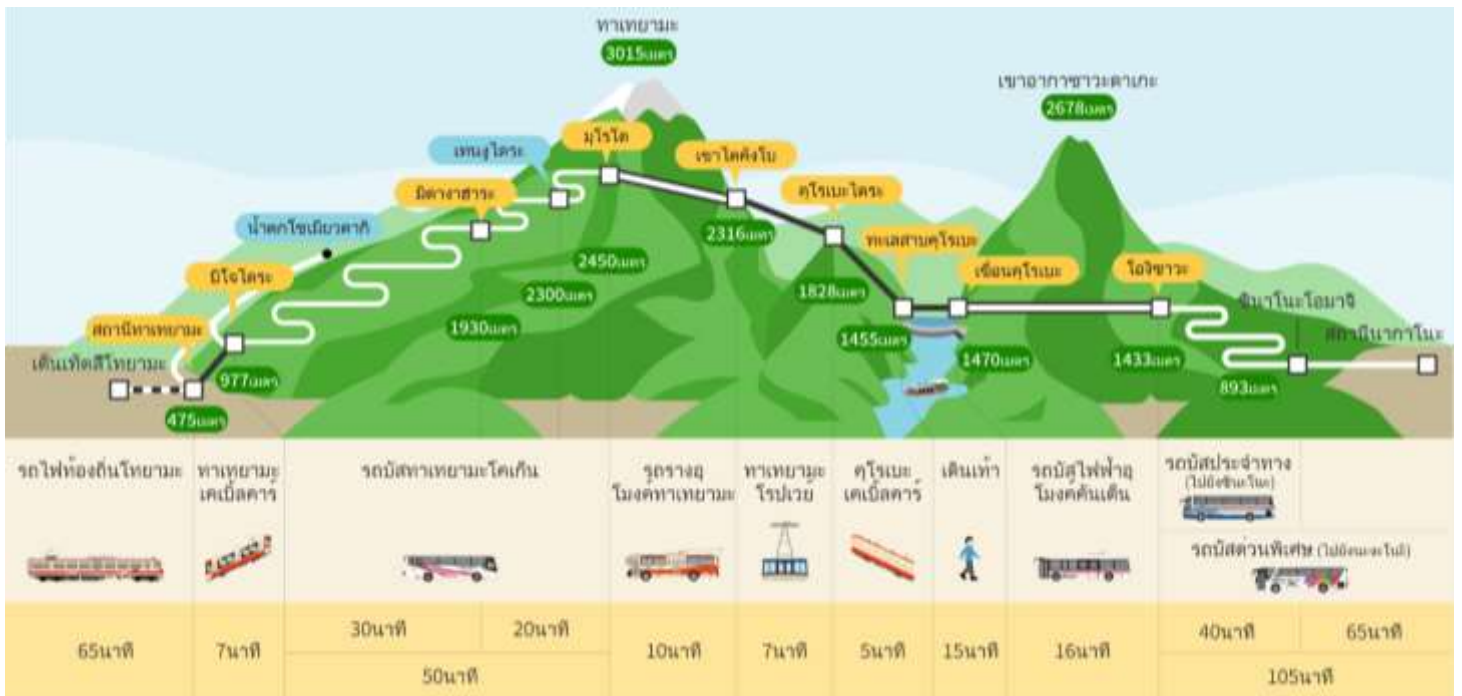 ทาเทยามะ
3015เมตร
เขาอากาซาวะดาเกะ
2678เมตร
มุโรโด
เทนงูไดระ
เขาไดคังโบ
มิดางาฮาระ
คุโรเบะไดระ
น้ำตกโชเมียวดากิ
2316เมตร
ทะเลสาบคุโรเบะ
2450เมตร
บิโจไดระ
เขื่อนคุโรเบะ
โอกิซาวะ
2300เมตร
1828เมตร
ชินาโนะโอมาจิ
สถานีทาเทยามะ
1930เมตร
1455เมตร
สถานีนากาโนะ
เด็นเท็ตสึโทยามะ
977เมตร
1470เมตร
1433เมตร
893เมตร
475เมตร
รถไฟท้องถิ่นโทยามะ
ทาเทยามะ
เคเบิ้ลคาร์
รถบัสทาเทยามะโคเก็น
รถรางอุ
โมงค์ทาเทยามะ
ทาเทยามะ
โรปเวย์
คุโรเบะ
เคเบิ้ลคาร์
เดินเท้า
รถบัสไฟฟ้าอุ
โมงค์คันเด็น
รถบัสประจำทาง
(ไปยังชินะโนะ)
รถบัสด่วนพิเศษ
65นาที
7นาที
30นาที
20นาที
50นาที
10นาที
7นาที
5นาที
15นาที
16นาที
40นาที
65นาที
105นาที